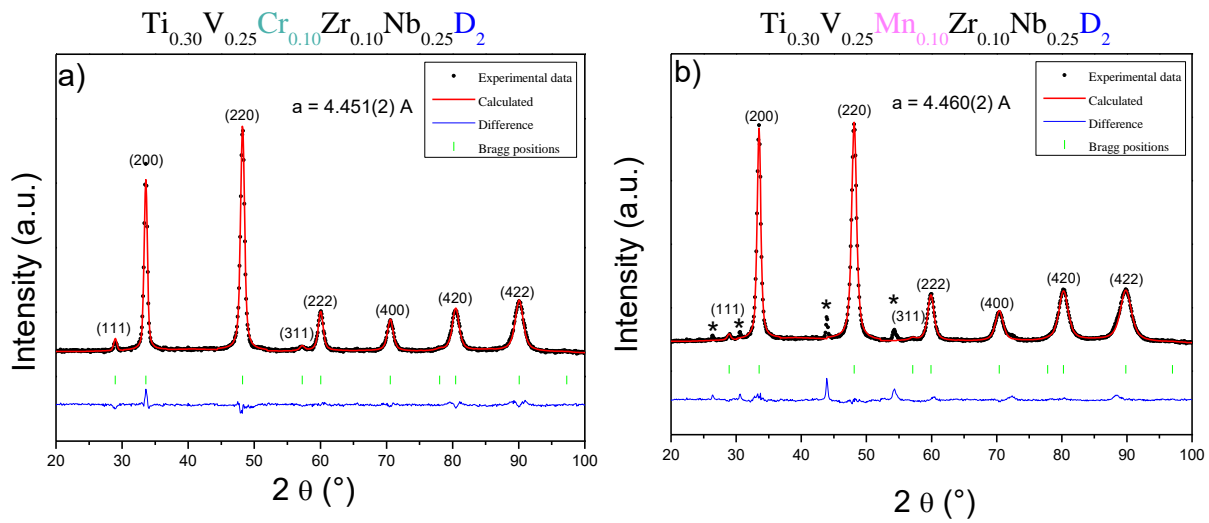 Ti0.30V0.25Cr0.10Zr0.10Nb0.25D2
a)
Experimental data
Calculated
Difference
Bragg positions
a = 4.451(2) A
(111)
(200)
(220)
(311)
(222)
(400)
(420)
(422)
Intensity (a.u.)
20 30 40 50 60 70 80 90 100
2 θ (°)
Ti0.30V0.25Mn0.10Zr0.10Nb0.25D2
b)
Experimental data
Calculated
Difference
Bragg positions
a = 4.460(2) A
* (111) *
(200)
*
(220)
*
(311)
(222)
(400)
(420)
(422)
Intensity (a.u.)
20 30 40 50 60 70 80 90 100
2 θ (°)